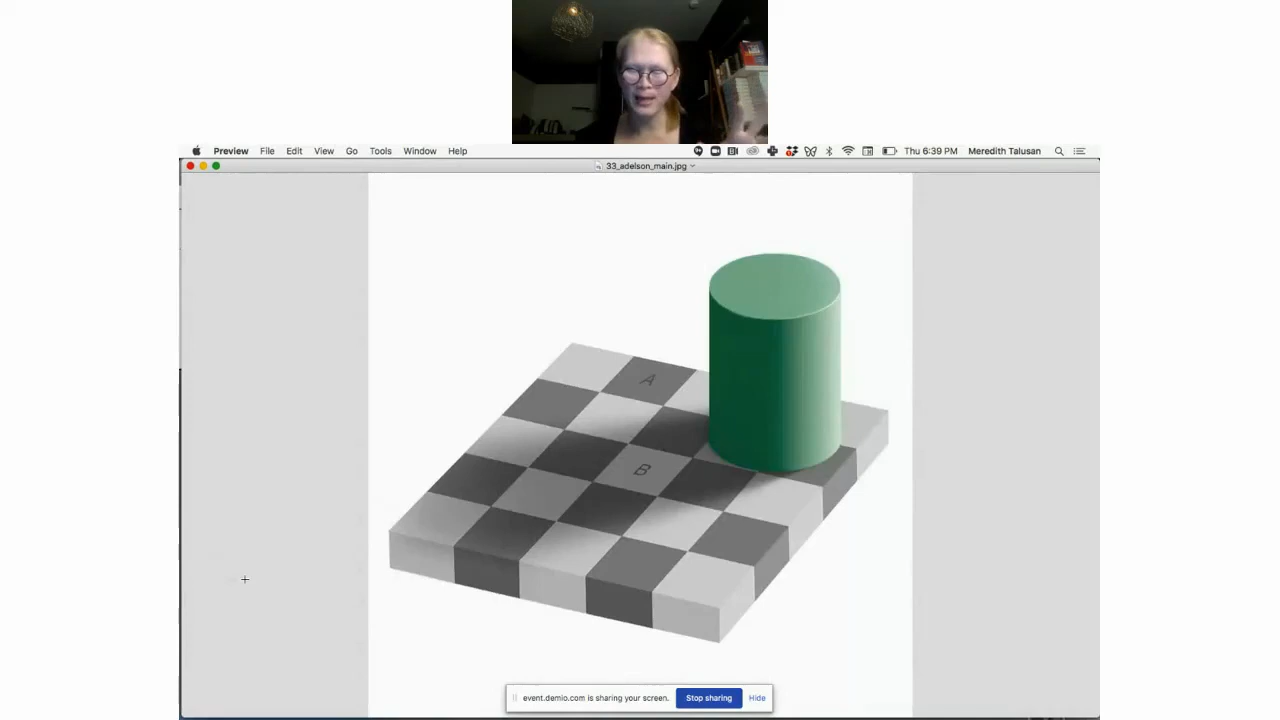 Preview File Edit View Go Tools Window Help Thu 6:39 PM Meredith Talusan
33_adelson_main.jpg
A
B
event.demio.com is sharing your screen. Stop sharing Hide